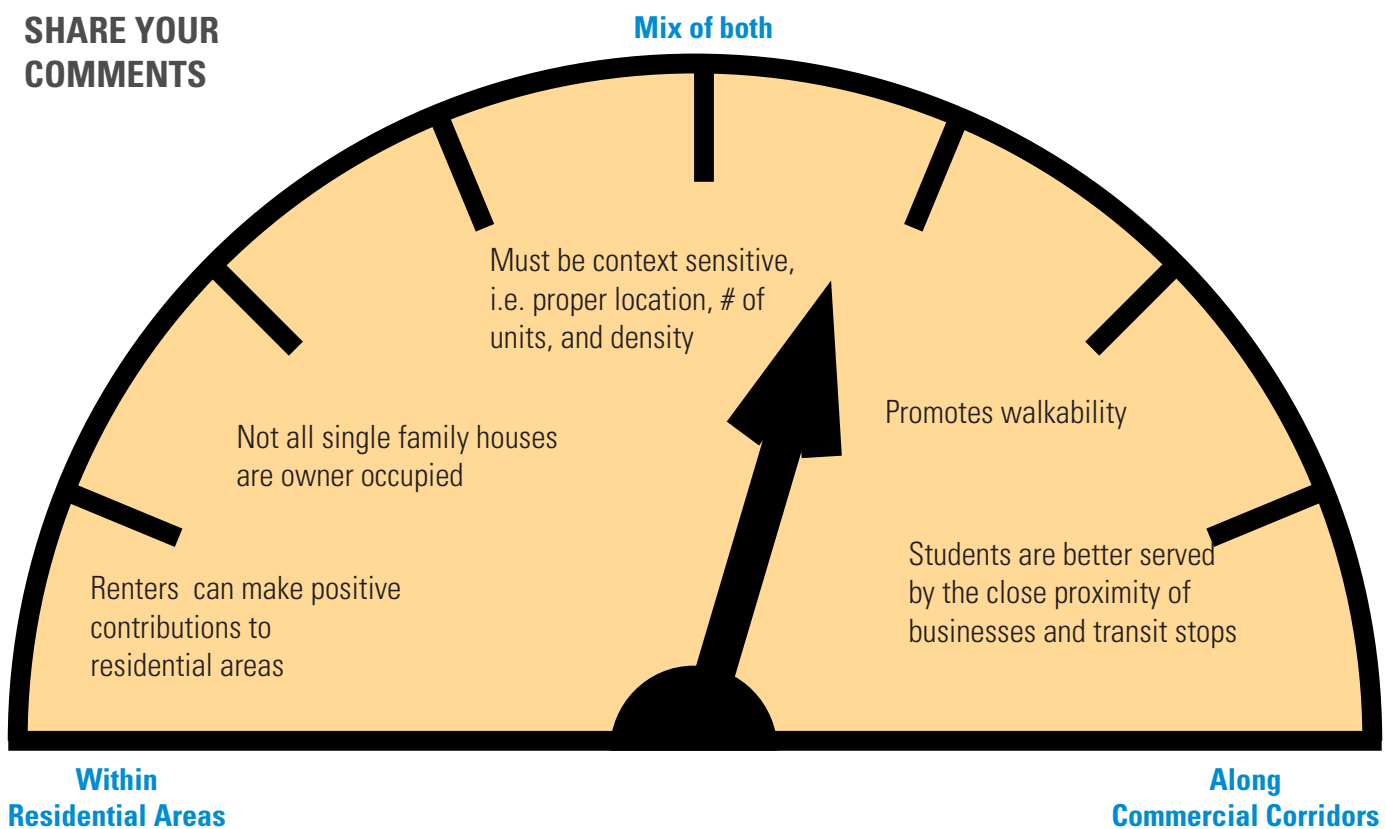 SHARE YOUR
COMMENTS
Mix of both
Must be context sensitive,
i.e. proper location, # of
units, and density
Promotes walkability
Not all single family houses
are owner occupied
Students are better served
by the close proximity of
businesses and transit stops
Renters can make positive
contributions to
residential areas
Within
Residential Areas
Along
Commercial Corridors